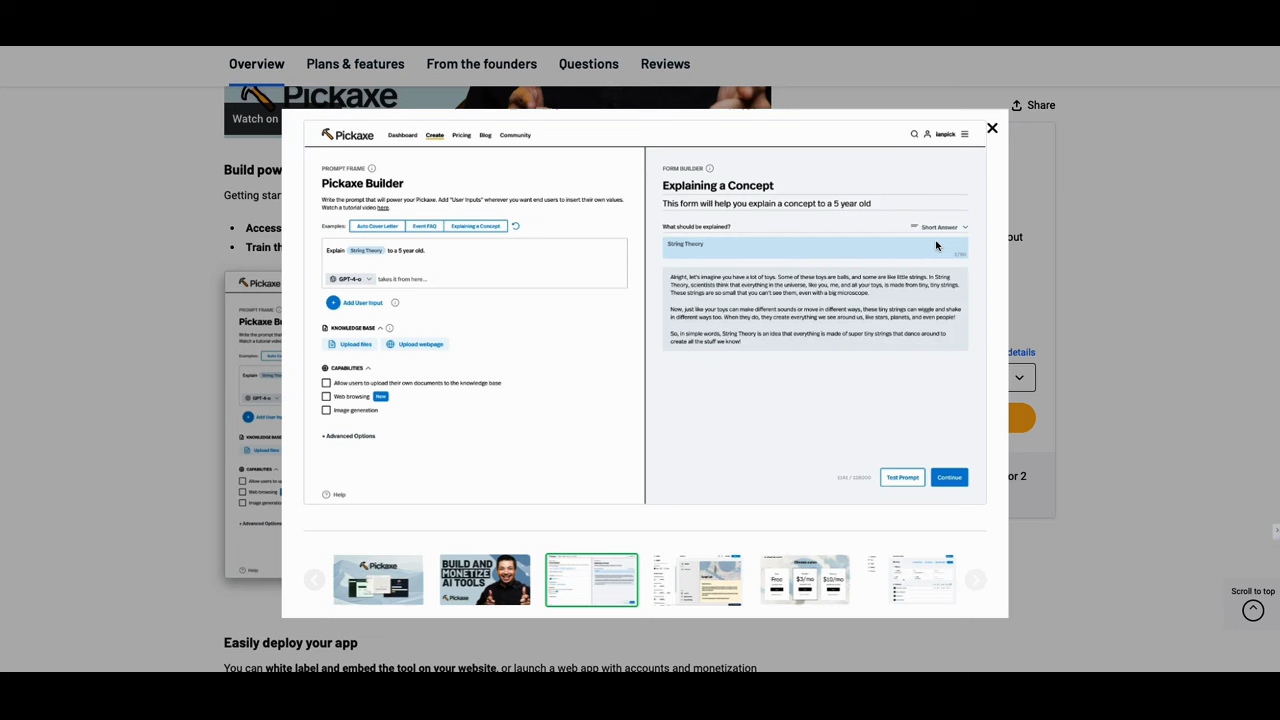 Overview Plans & features From the founders Questions Reviews
Pickaxe
Watch on
Share
Build pow
Getting star
Access
Train th
Pickaxe Dashboard Create Pricing Blog Community ianpick
PROMPT FRAME
Pickaxe Builder
Write the prompt that will power your Pickaxe. Add "User Inputs" wherever you want end users to insert their own values.
Watch a tutorial video here.
Examples: Auto Cover Letter Event FAQ Explaining a Concept
Explain String Theory to a 5 year old.
GPT-4-o takes it from here...
Add User Input
KNOWLEDGE BASE
Upload files Upload webpage
CAPABILITIES
Allow users to upload their own documents to the knowledge base
Web browsing New
Image generation
+ Advanced Options
Help
FORM BUILDER
Explaining a Concept
This form will help you explain a concept to a 5 year old
What should be explained? Short Answer
String Theory
Alright, let's imagine you have a lot of toys. Some of these toys are balls, and some are like little strings. In String
Theory, scientists think that everything in the universe, like you, me, and all your toys, is made from tiny, tiny strings.
These strings are so small that you can't see them, even with a big microscope.
Now, just like your toys can make different sounds or move in different ways, these tiny strings can wiggle and shake
in different ways too. When they do, they create everything we see around us, like stars, planets, and even people!
So, in simple words, String Theory is an idea that everything is made of super tiny strings that dance around to
create all the stuff we know!
Test Prompt Continue
out
details
or 2
BUILD AND
MONETIZE
AI TOOLS
Pickaxe
Free $3/mo $10/mo
Scroll to top
Easily deploy your app
You can white label and embed the tool on your website, or launch a web app with accounts and monetization